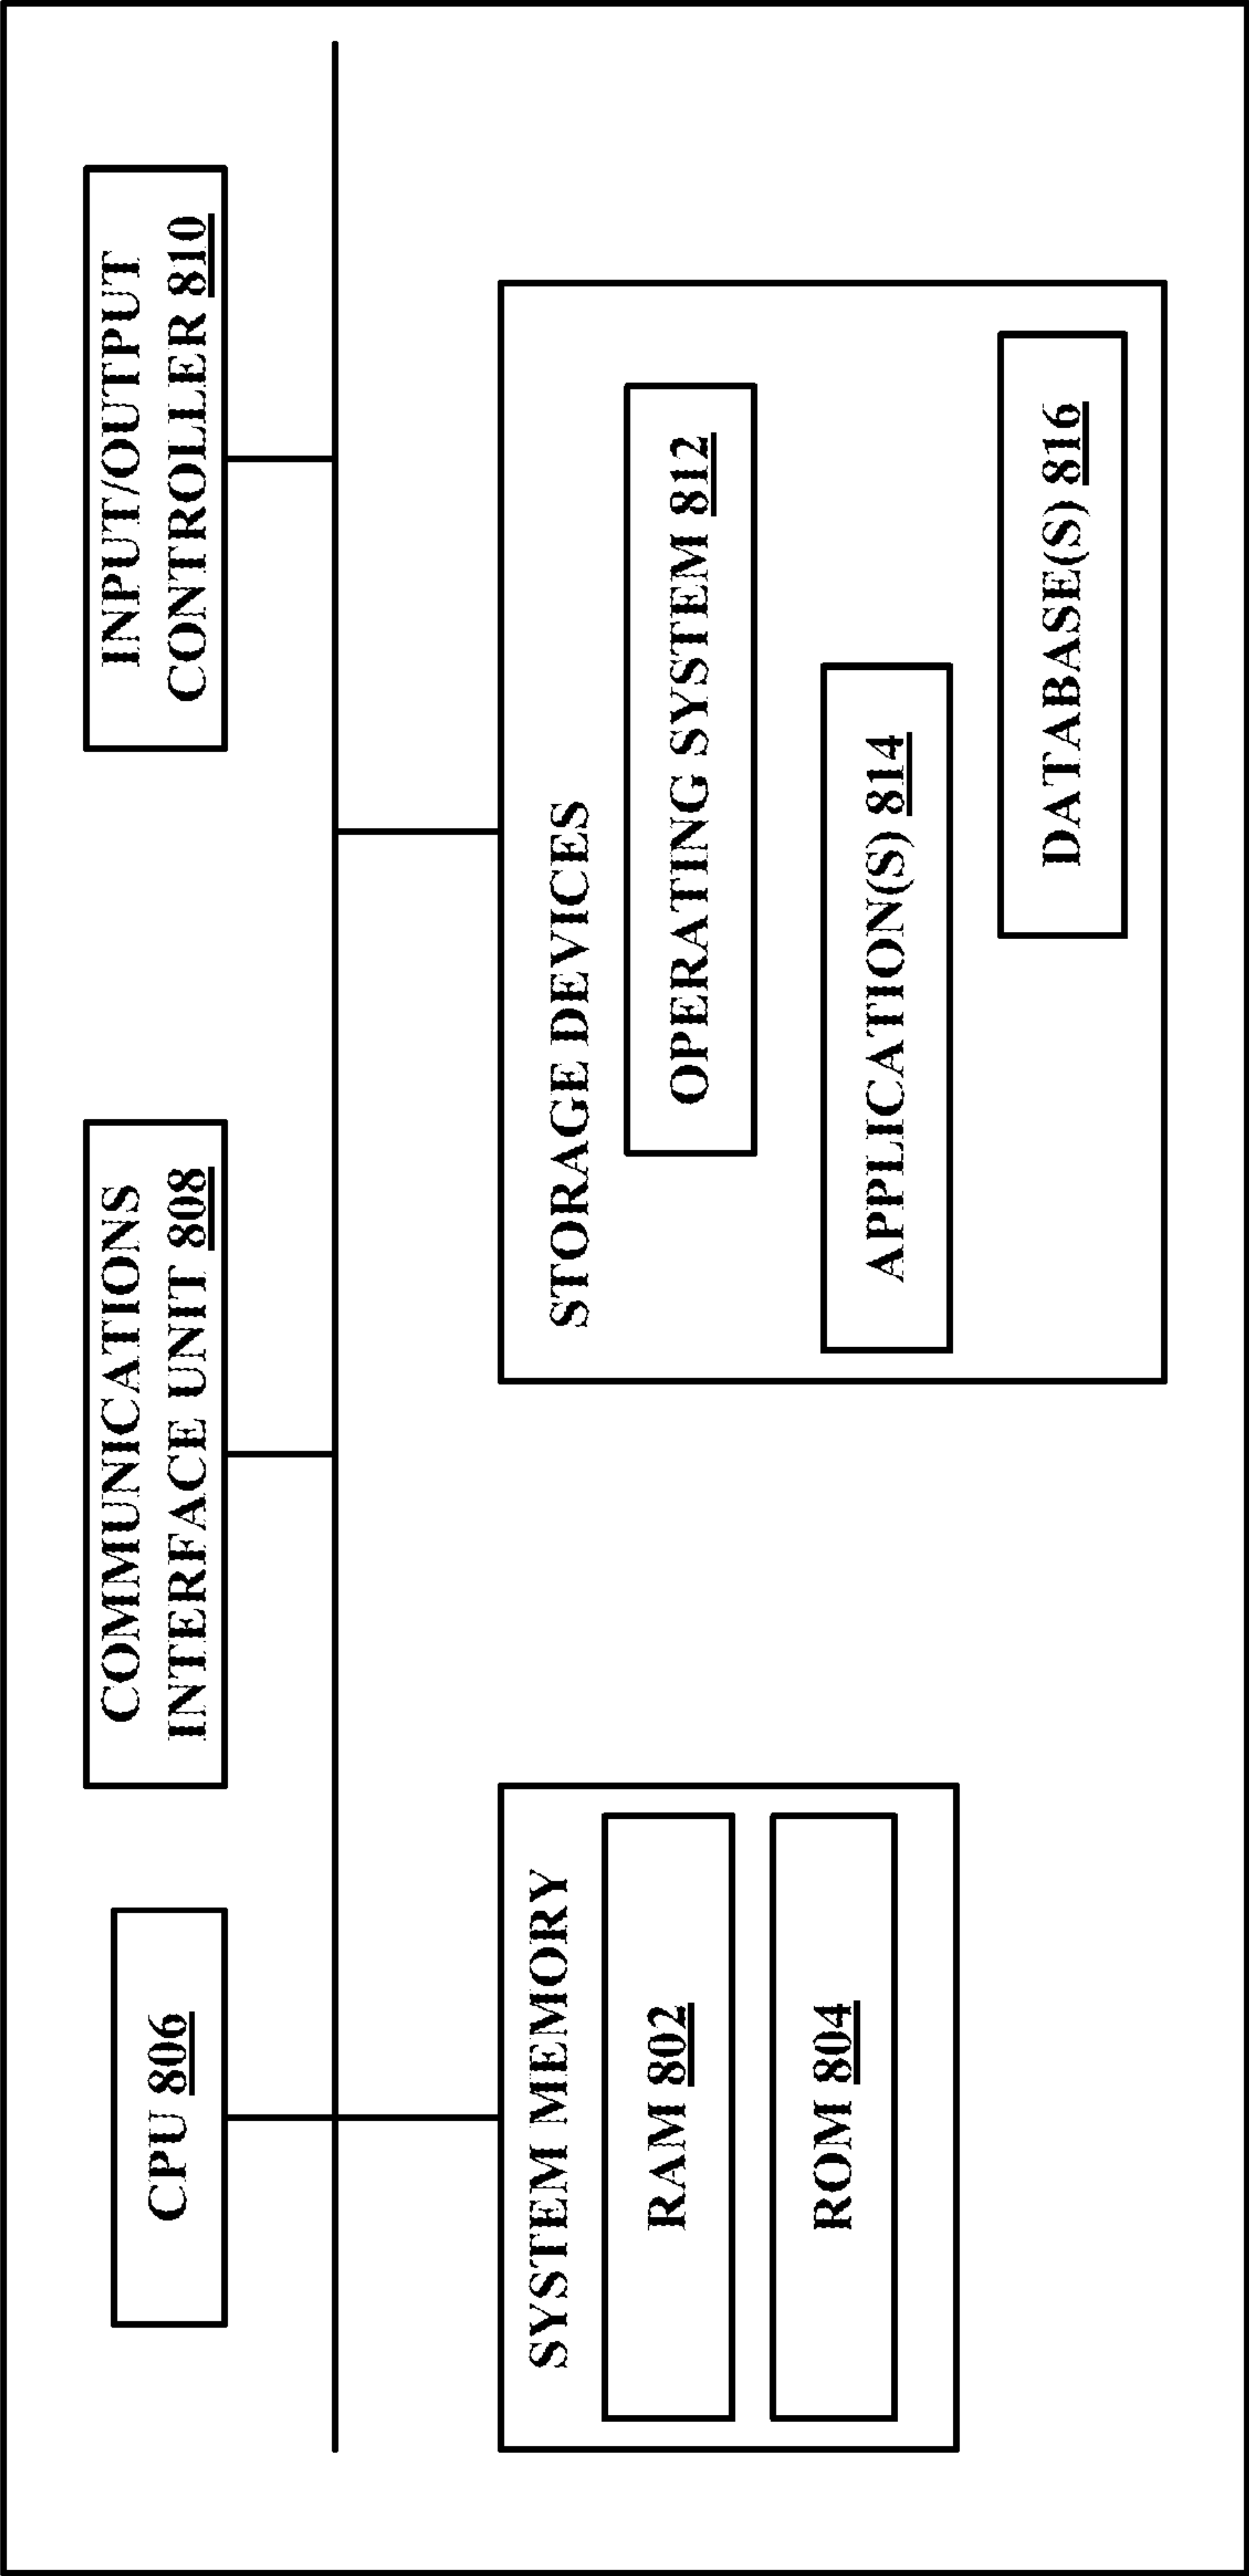 CPU 806
COMMUNICATIONS
INTERFACE UNIT 808
INPUT/OUTPUT
CONTROLLER 810
SYSTEM MEMORY
RAM 802
ROM 804
STORAGE DEVICES
OPERATING SYSTEM 812
APPLICATION(S) 814
DATABASE(S) 816